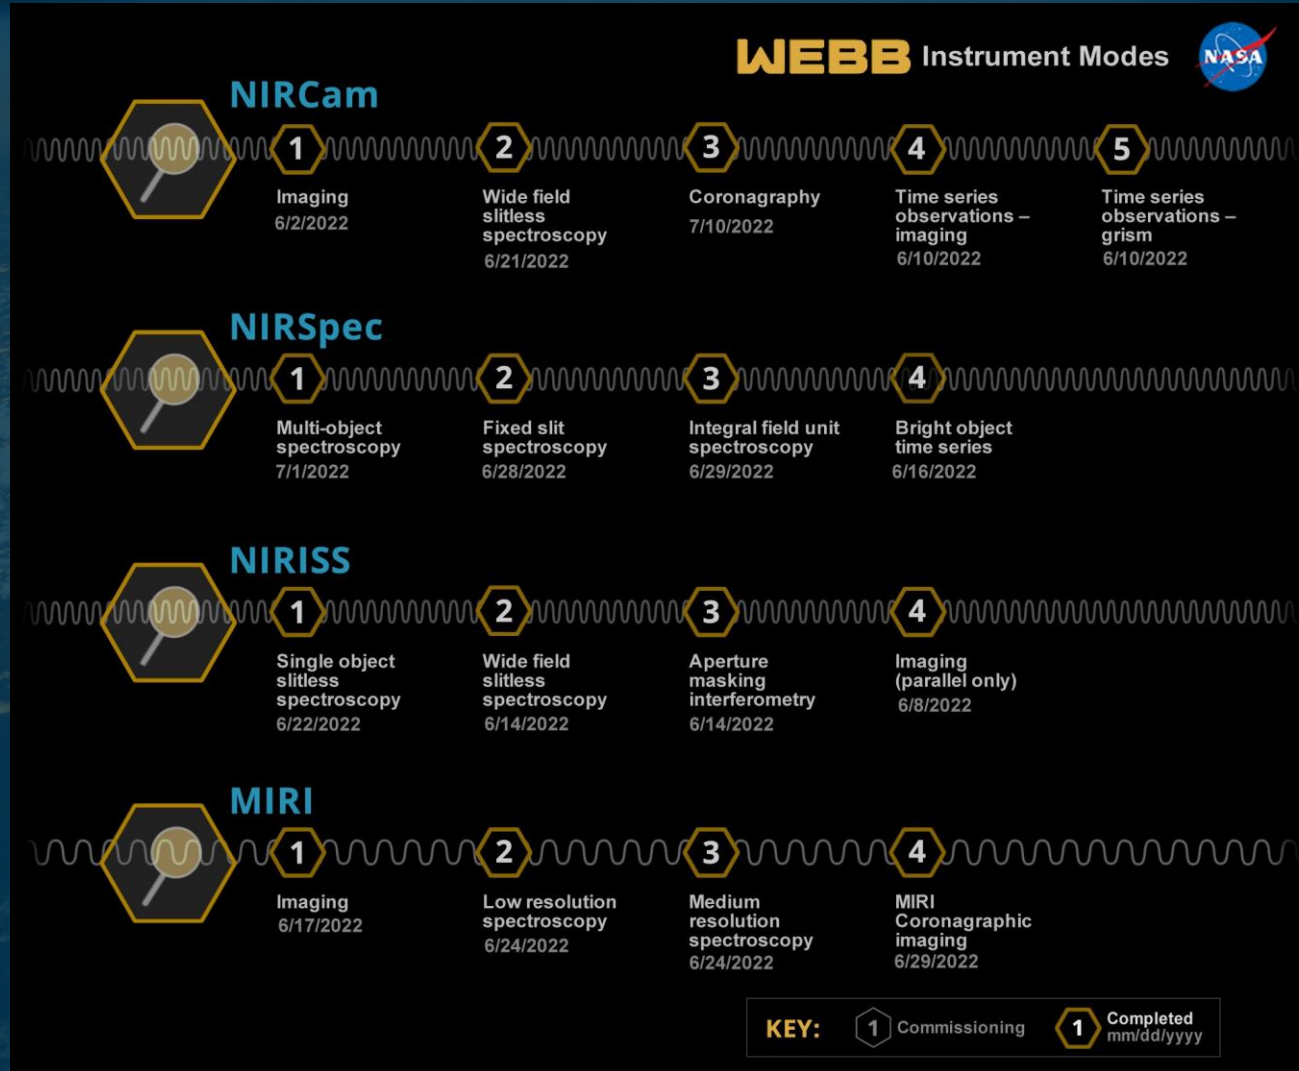 WEBB Instrument Modes
NASA
NIRCam
1
2
3
4
5
Imaging
6/2/2022
Wide field
slitless
spectroscopy
6/21/2022
Coronagraphy
7/10/2022
Time series
observations –
imaging
6/10/2022
Time series
observations –
grism
6/10/2022
NIRSpec
1
2
3
4
Multi-object
spectroscopy
7/1/2022
Fixed slit
spectroscopy
6/28/2022
Integral field unit
spectroscopy
6/29/2022
Bright object
time series
6/16/2022
NIRISS
1
2
3
4
Single object
slitless
spectroscopy
6/22/2022
Wide field
slitless
spectroscopy
6/14/2022
Aperture
masking
interferometry
6/14/2022
Imaging
(parallel only)
6/8/2022
MIRI
1
2
3
4
Imaging
6/17/2022
Low resolution
spectroscopy
6/24/2022
Medium
resolution
spectroscopy
6/24/2022
MIRI
Coronagraphic
imaging
6/29/2022
KEY:
1 Commissioning
1 Completed
mm/dd/yyyy